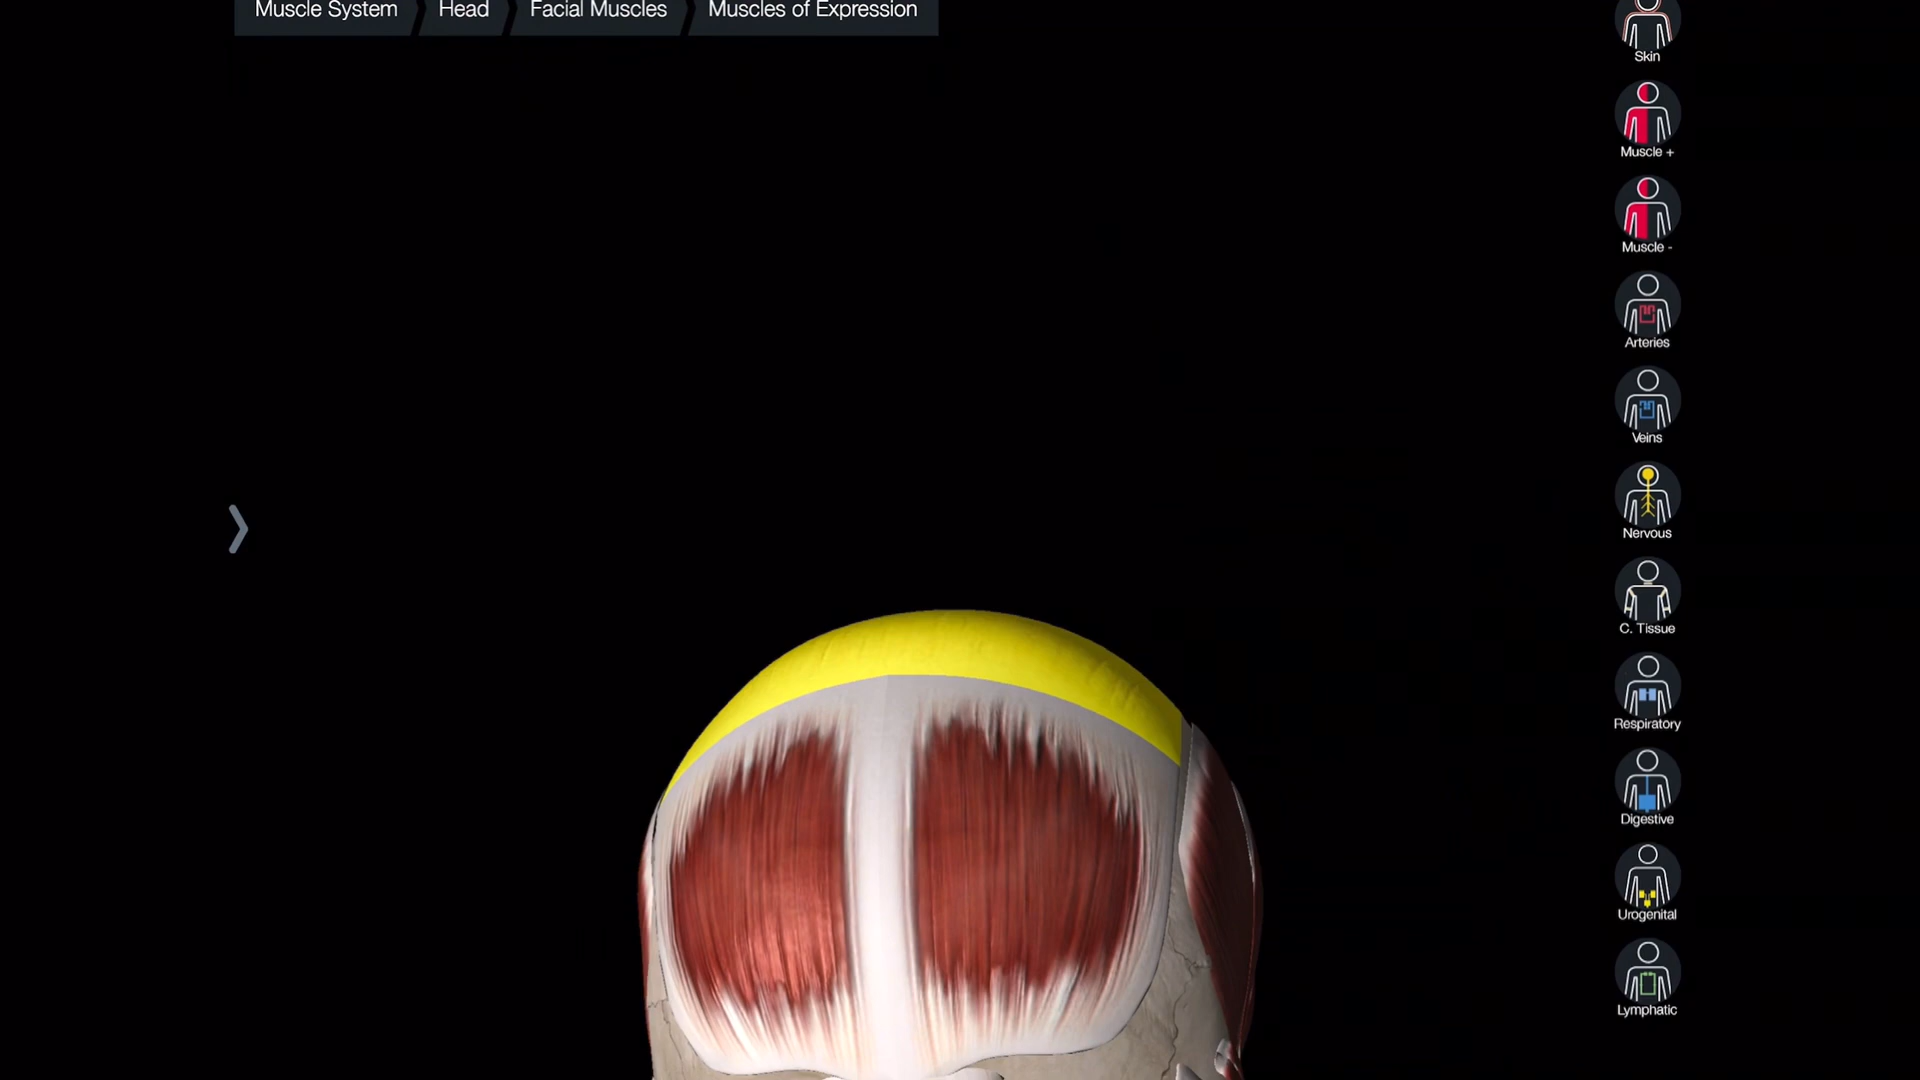 Muscle System Head Facial Muscles Muscles of Expression
Skin
Muscle +
Muscle -
Arteries
Veins
Nervous
C. Tissue
Respiratory
Digestive
Urogenital
Lymphatic